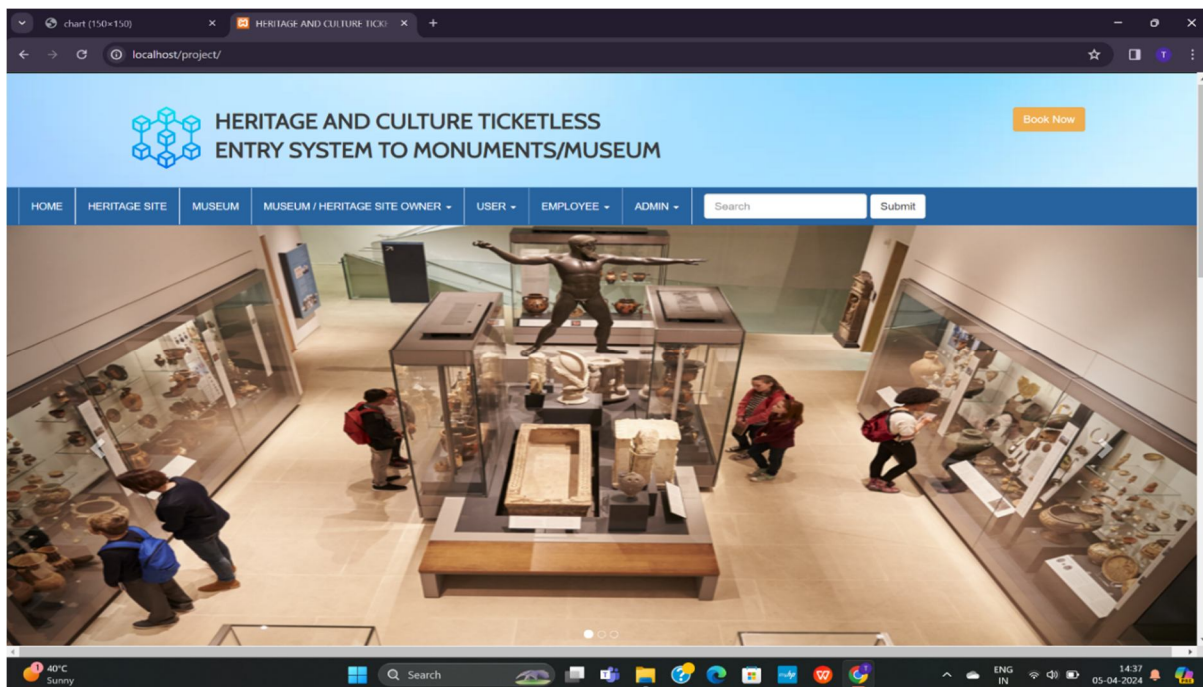 chart (150×150)
HERITAGE AND CULTURE TICKE
localhost/project/
T
HERITAGE AND CULTURE TICKETLESS
ENTRY SYSTEM TO MONUMENTS/MUSEUM
Book Now
HOME
HERITAGE SITE
MUSEUM
MUSEUM / HERITAGE SITE OWNER
USER
EMPLOYEE
ADMIN
Search
Submit
1
40°C
Sunny
Search
ENG
IN
14:37
05-04-2024